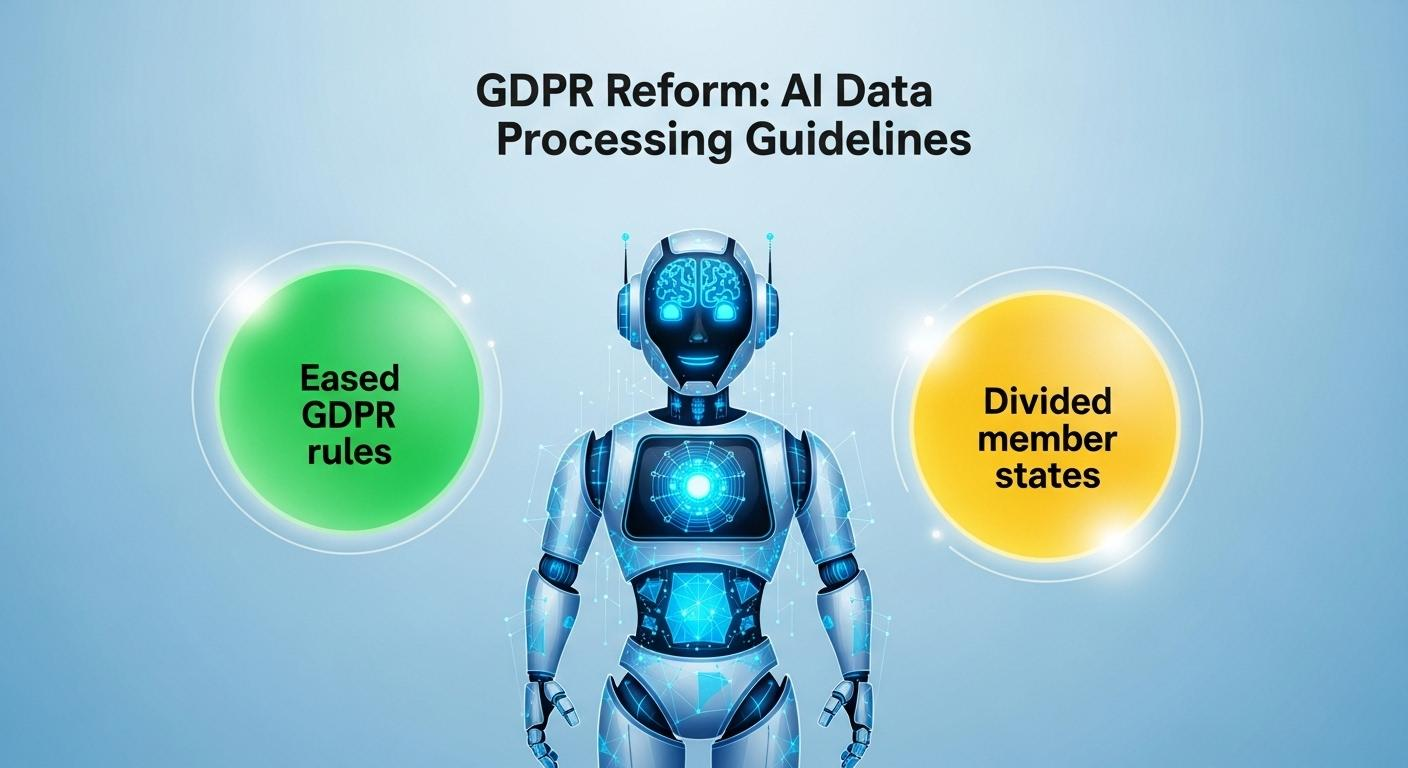 GDPR Reform: AI Data
Processing Guidelines
Eased
GDPR
rules
Divided
member
states